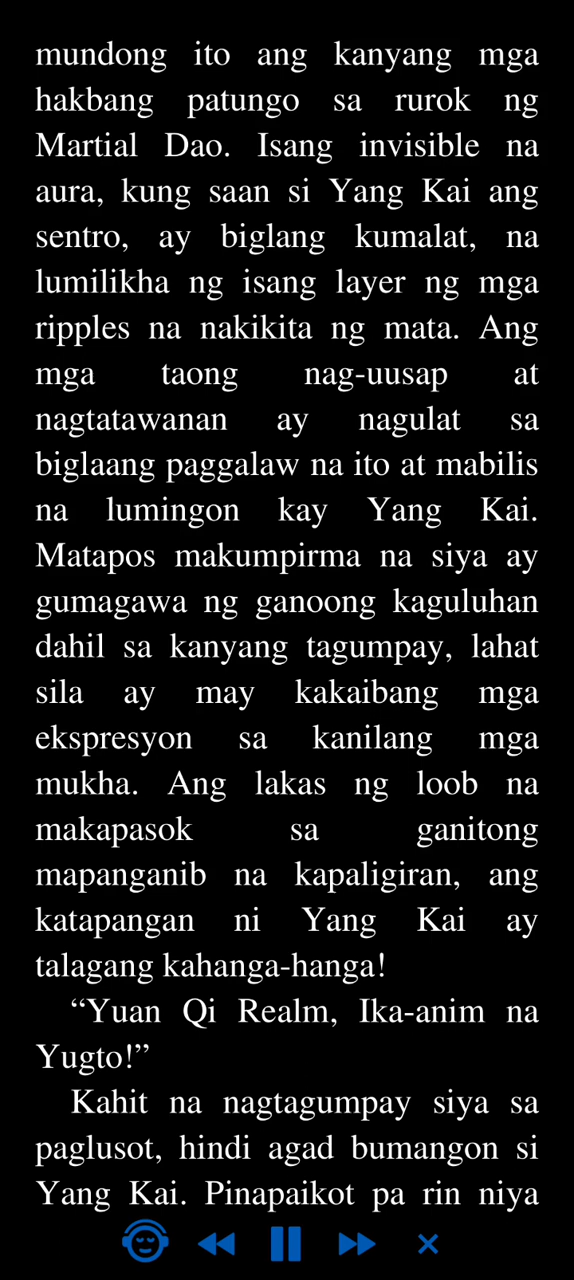 mundong ito ang kanyang mga
hakbang patungo sa rurok ng
Martial Dao. Isang invisible na
aura, kung saan si Yang Kai ang
sentro, ay biglang kumalat, na
lumilikha ng isang layer ng mga
ripples na nakikita ng mata. Ang
mga taong nag-uusap at
nagtatawanan ay nagulat sa
biglaang paggalaw na ito at mabilis
na lumingon kay Yang Kai.
Matapos makumpirma na siya ay
gumagawa ng ganoong kaguluhan
dahil sa kanyang tagumpay, lahat
sila ay may kakaibang mga
ekspresyon sa kanilang mga
mukha. Ang lakas ng loob na
makapasok sa ganitong
mapanganib na kapaligiran, ang
katapangan ni Yang Kai ay
talagang kahanga-hanga!
“Yuan Qi Realm, Ika-anim na
Yugto!”
Kahit na nagtagumpay siya sa
paglusot, hindi agad bumangon si
Yang Kai. Pinapaikot pa rin niya